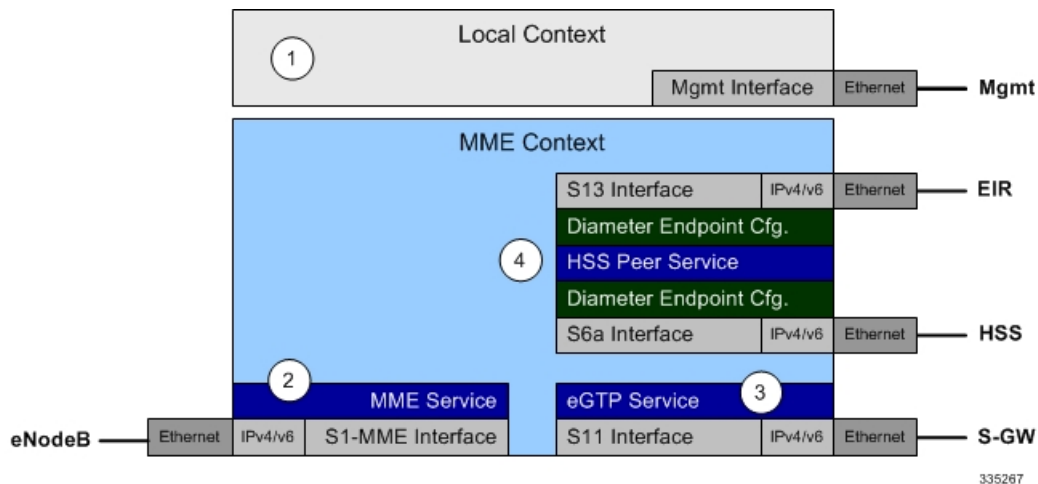 Local Context
1
Mgmt Interface Ethernet Mgmt
MME Context
S13 Interface IPv4/v6 Ethernet EIR
Diameter Endpoint Cfg.
4 HSS Peer Service
Diameter Endpoint Cfg.
S6a Interface IPv4/v6 Ethernet HSS
2 3
MME Service eGTP Service
eNodeB Ethernet IPv4/v6 S1-MME Interface S11 Interface IPv4/v6 Ethernet S-GW
335267